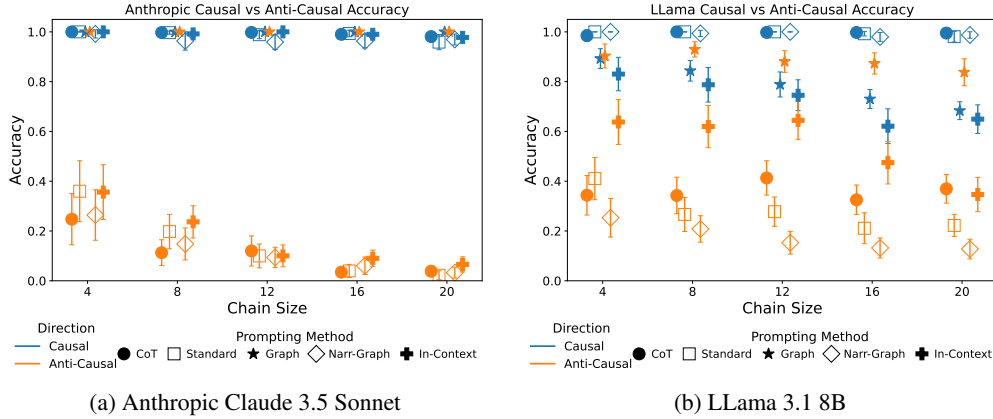 Anthropic Causal vs Anti-Causal Accuracy
1.0
0.8
0.6
0.4
0.2
0.0
Accuracy
4
8
12
16
20
Chain Size
Direction
Causal
Anti-Causal
Prompting Method
CoT
Standard
Graph
Narr-Graph
In-Context
(a) Anthropic Claude 3.5 Sonnet
LLama Causal vs Anti-Causal Accuracy
1.0
0.8
0.6
0.4
0.2
0.0
Accuracy
4
8
12
16
20
Chain Size
Direction
Causal
Anti-Causal
Prompting Method
CoT
Standard
Graph
Narr-Graph
In-Context
(b) LLama 3.1 8B